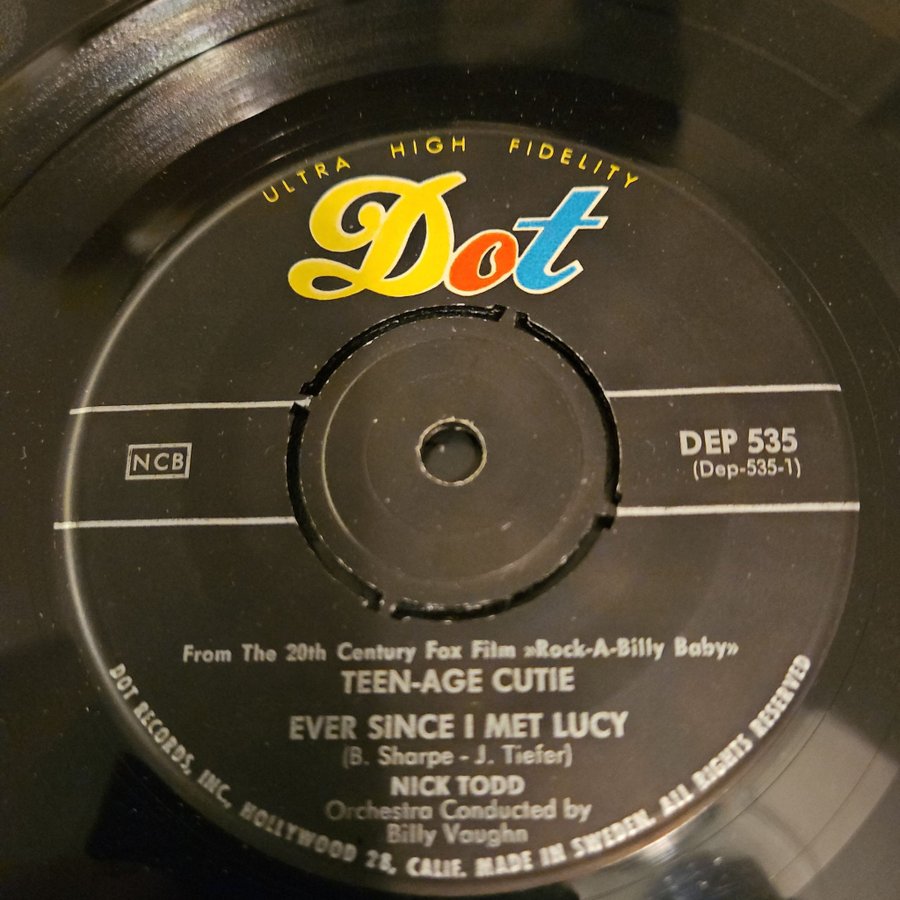 ULTRA HIGH FIDELITY
Dot
NCB
DEP 535
(Dep-535-1)
From The 20th Century Fox Film »Rock-A-Billy Baby»
TEEN-AGE CUTIE
EVER SINCE I MET LUCY
(B. Sharpe - J. Tiefer)
NICK TODD
Orchestra Conducted by
Billy Vaughn
DOT RECORDS, INC, HOLLYWOOD 28, CALIF. MADE IN SWEDEN. ALL RIGHTS RESERVED